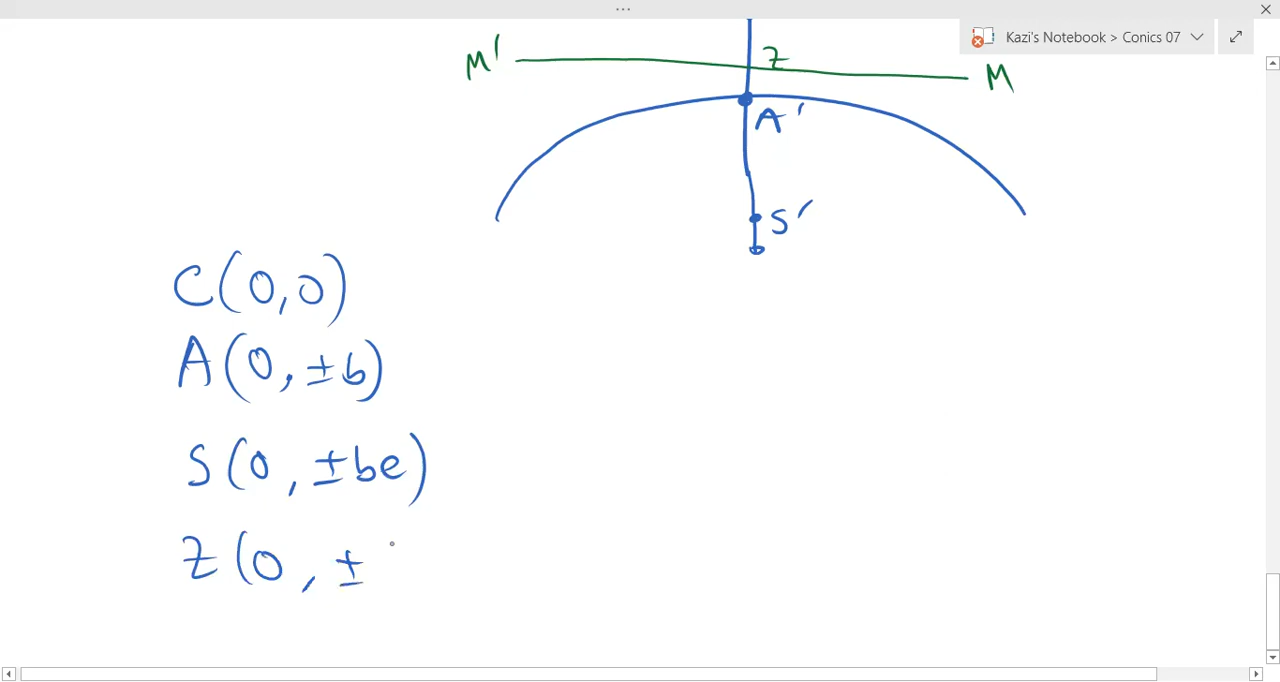 Kazi's Notebook > Conics 07
M' Z M
A'
S'
C(0,0)
A(0, ±b)
S(0, ±be)
Z(0, ±